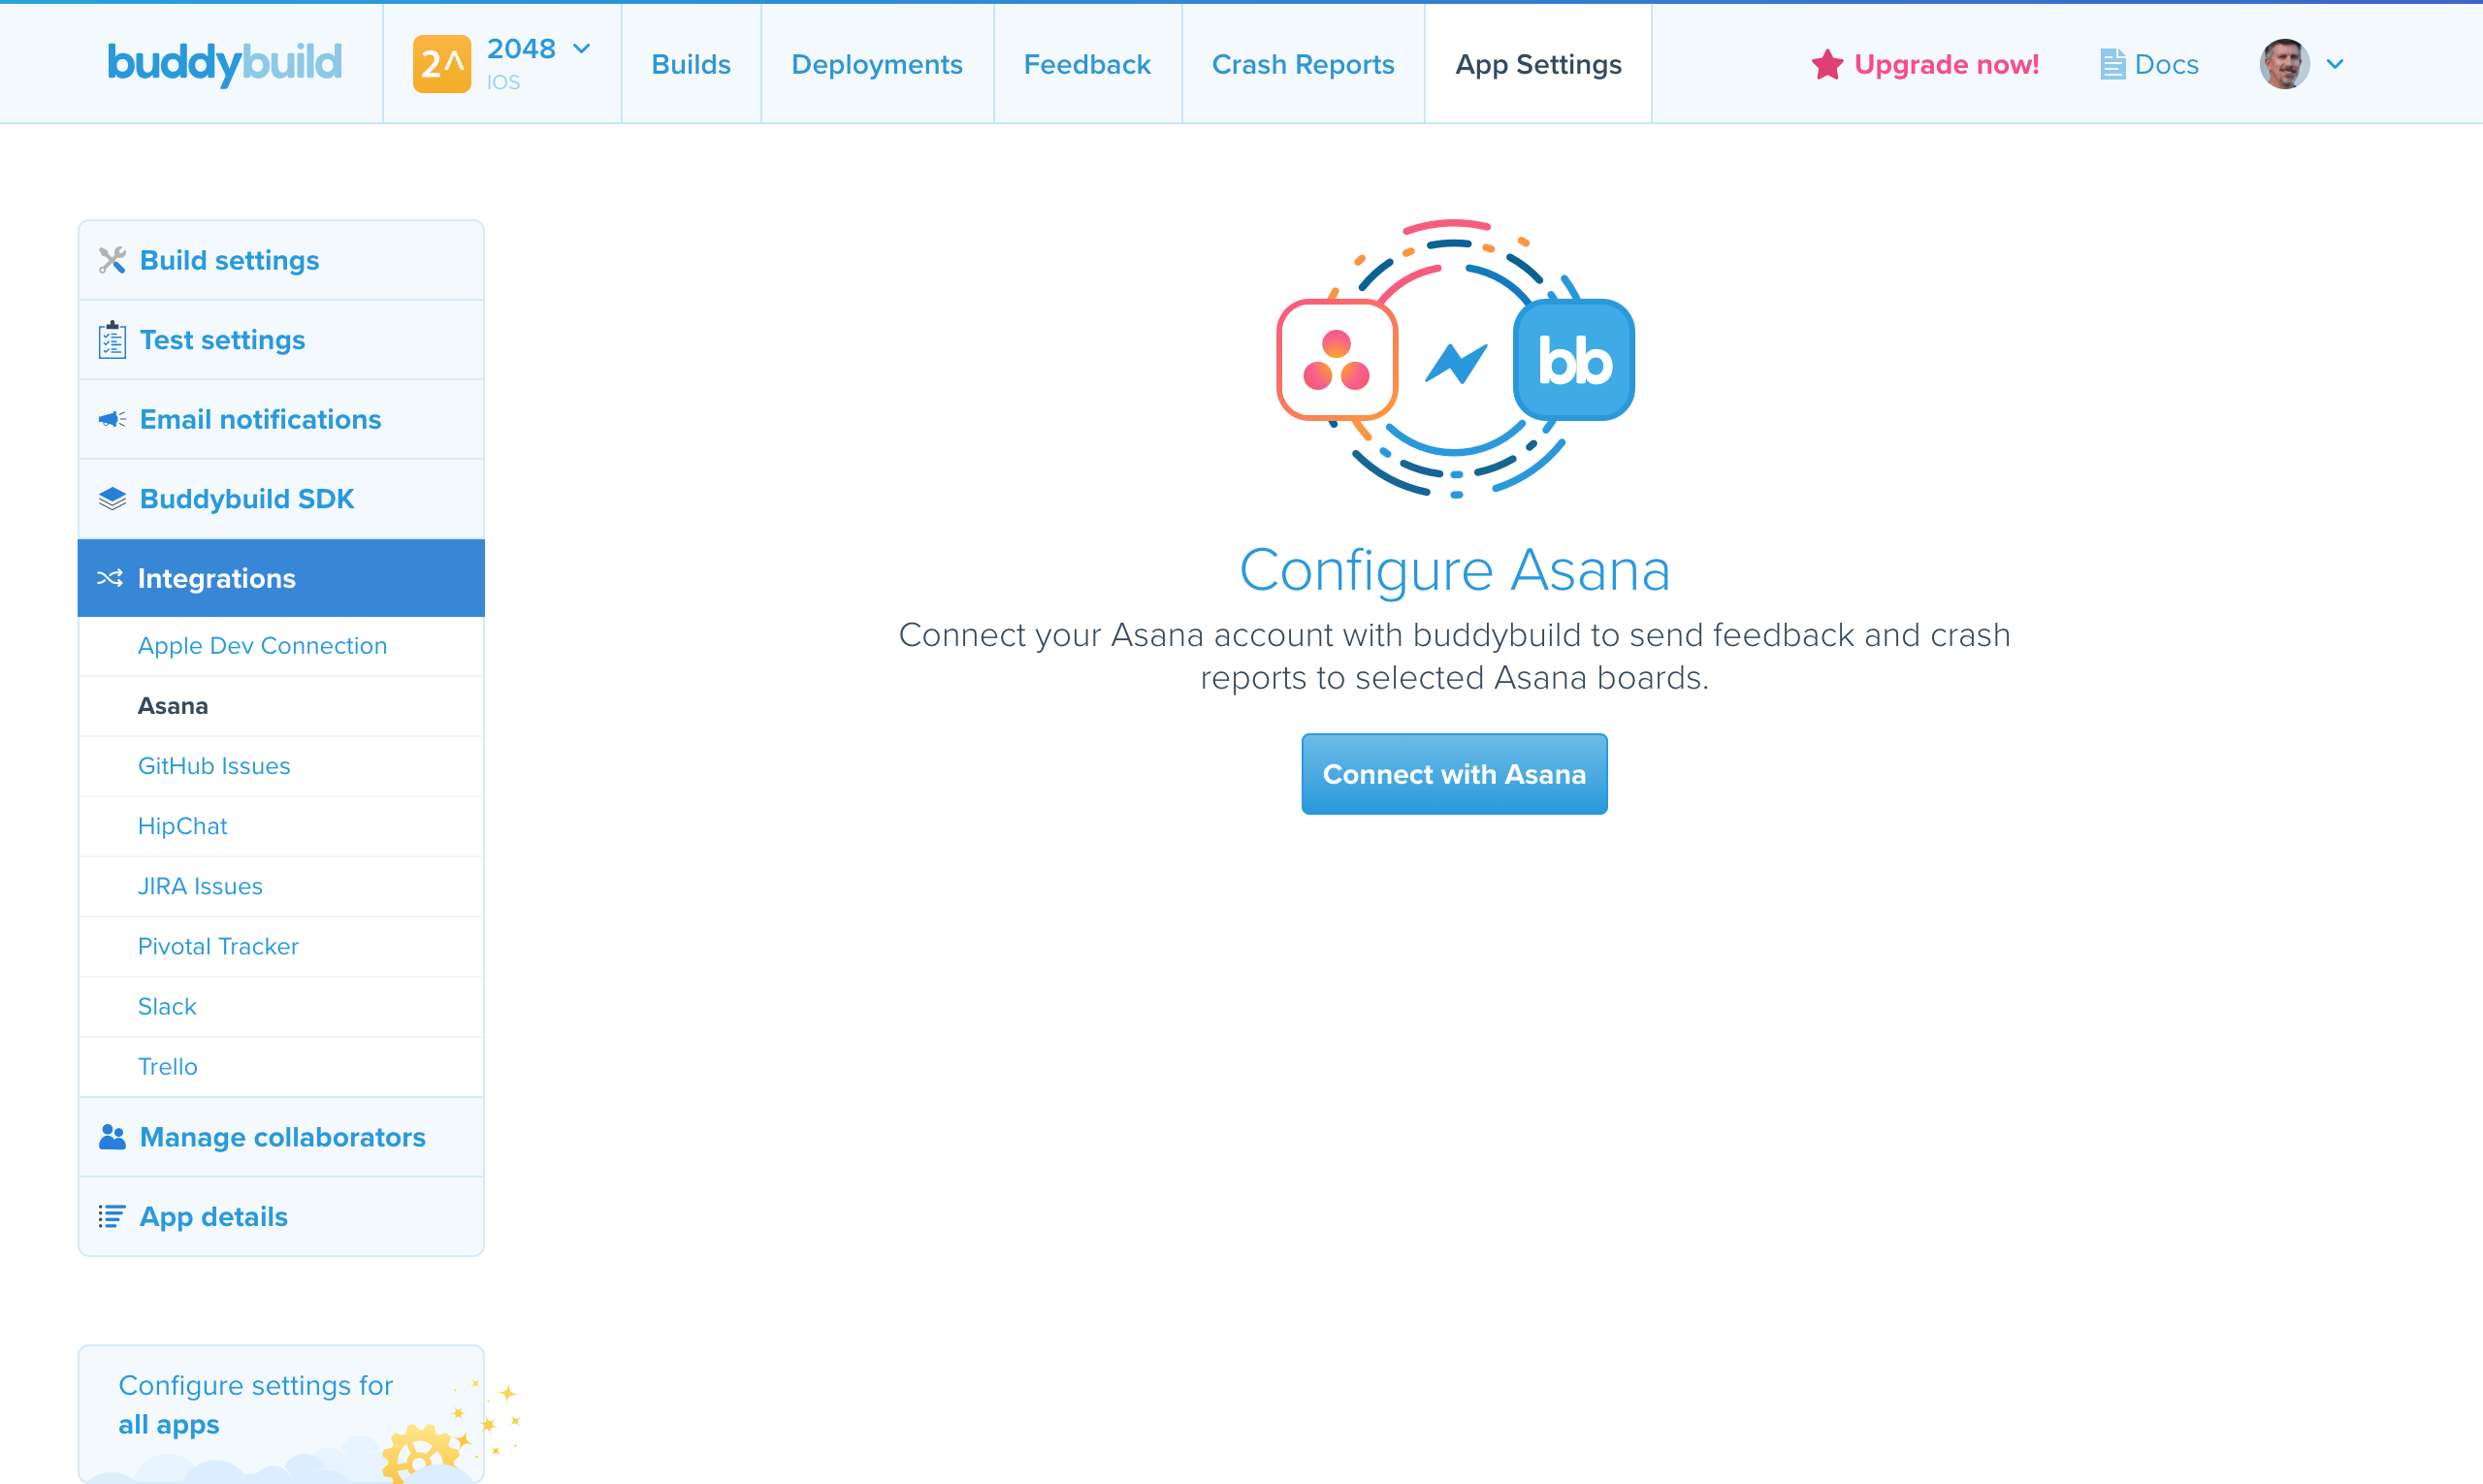 buddybuild
2^
2048
IOS
Builds
Deployments
Feedback
Crash Reports
App Settings
Upgrade now!
Docs
Build settings
Test settings
Email notifications
Buddybuild SDK
Integrations
Apple Dev Connection
Asana
GitHub Issues
HipChat
JIRA Issues
Pivotal Tracker
Slack
Trello
Manage collaborators
App details
Configure settings for
all apps
bb
Configure Asana
Connect your Asana account with buddybuild to send feedback and crash
reports to selected Asana boards.
Connect with Asana